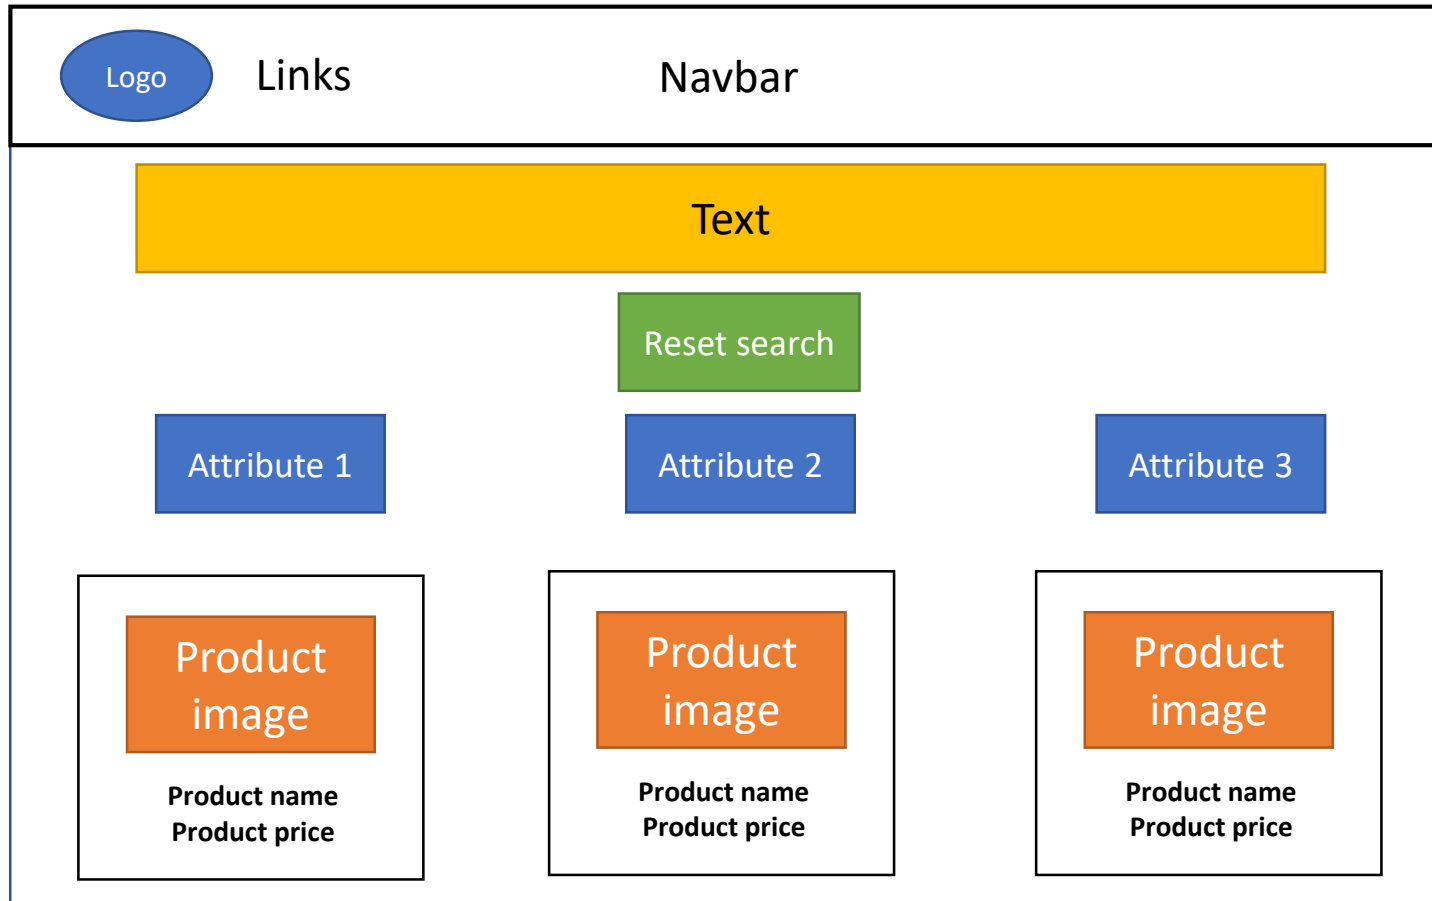 Logo
Links
Navbar
Text
Reset search
Attribute 1
Attribute 2
Attribute 3
Product
image
Product name
Product price
Product
image
Product name
Product price
Product
image
Product name
Product price